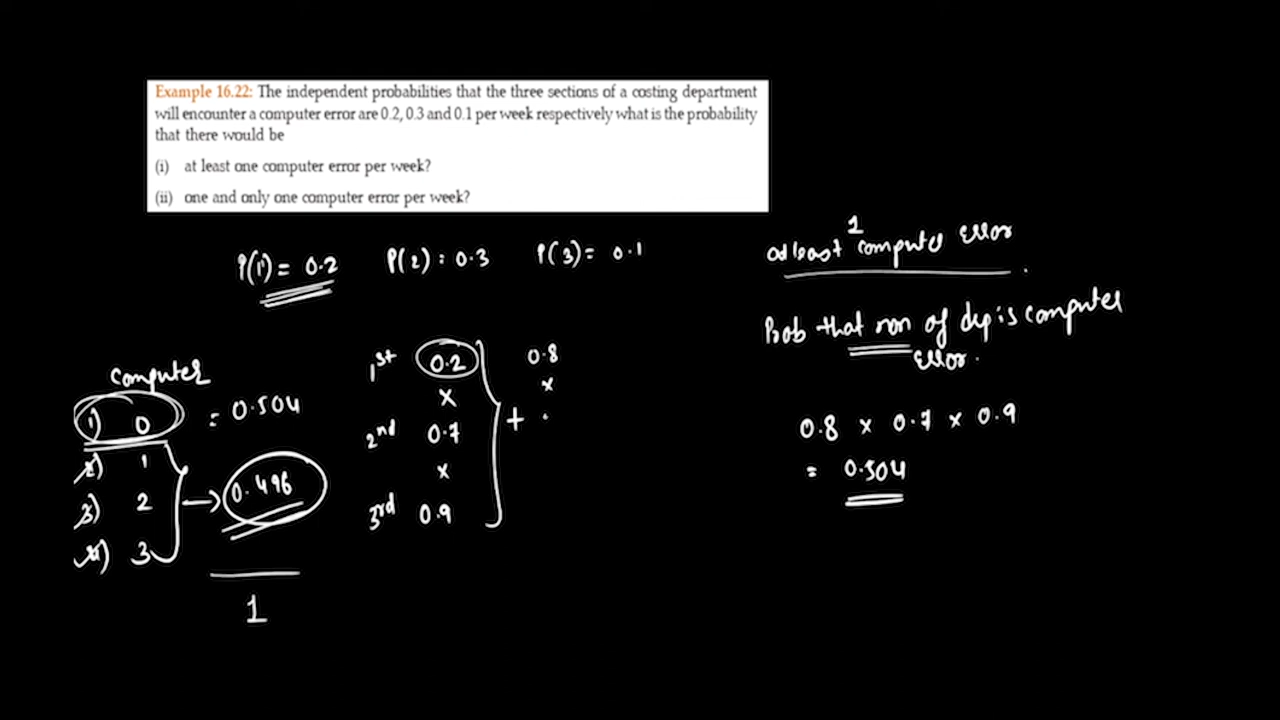 Example 16.22: The independent probabilities that the three sections of a costing department
will encounter a computer error are 0.2, 0.3 and 0.1 per week respectively what is the probability
that there would be
(i) at least one computer error per week?
(ii) one and only one computer error per week?
P(1) = 0.2 P(2) = 0.3 P(3) = 0.1
Computer
1) 0 = 0.504
2) 1
3) 2 → 0.496
4) 3
1
1st 0.2
x
2nd 0.7
x
3rd 0.9
+
0.8
x
.
at least 1 computer error
Prob that non of dep is computer
error.
0.8 x 0.7 x 0.9
= 0.504